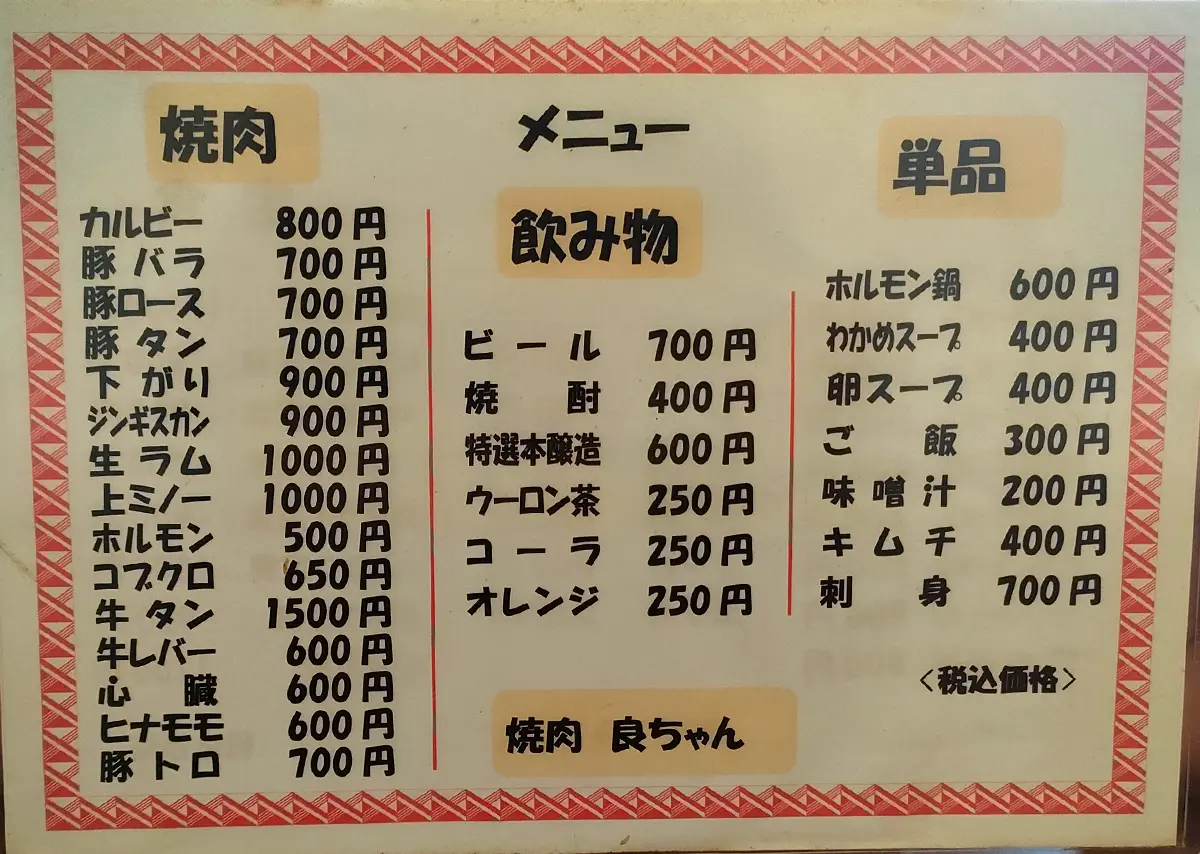 メニュー
焼肉
カルビー 800円
豚バラ 700円
豚ロース 700円
豚タン 700円
下がり 900円
ジンギスカン 900円
生ラム 1000円
上ミノー 1000円
ホルモン 500円
コブクロ 650円
牛タン 1500円
牛レバー 600円
心臓 600円
ヒナモモ 600円
豚トロ 700円
飲み物
ビール 700円
焼酎 400円
特選本醸造 600円
ウーロン茶 250円
コーラ 250円
オレンジ 250円
焼肉 良ちゃん
単品
ホルモン鍋 600円
わかめスープ 400円
卵スープ 400円
ご飯 300円
味噌汁 200円
キムチ 400円
刺身 700円
<税込価格>